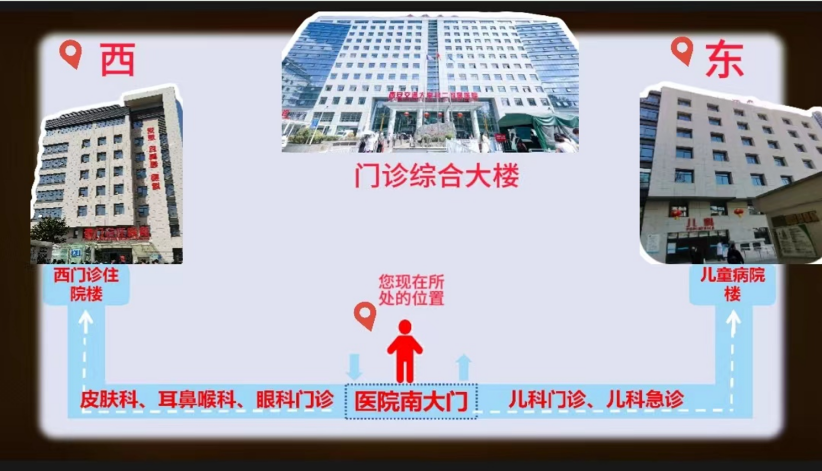 西
东
门诊综合大楼
儿科
西门诊住
院楼
儿童病院
楼
您现在所
处的位置
皮肤科、耳鼻喉科、眼科门诊
医院南大门
儿科门诊、儿科急诊